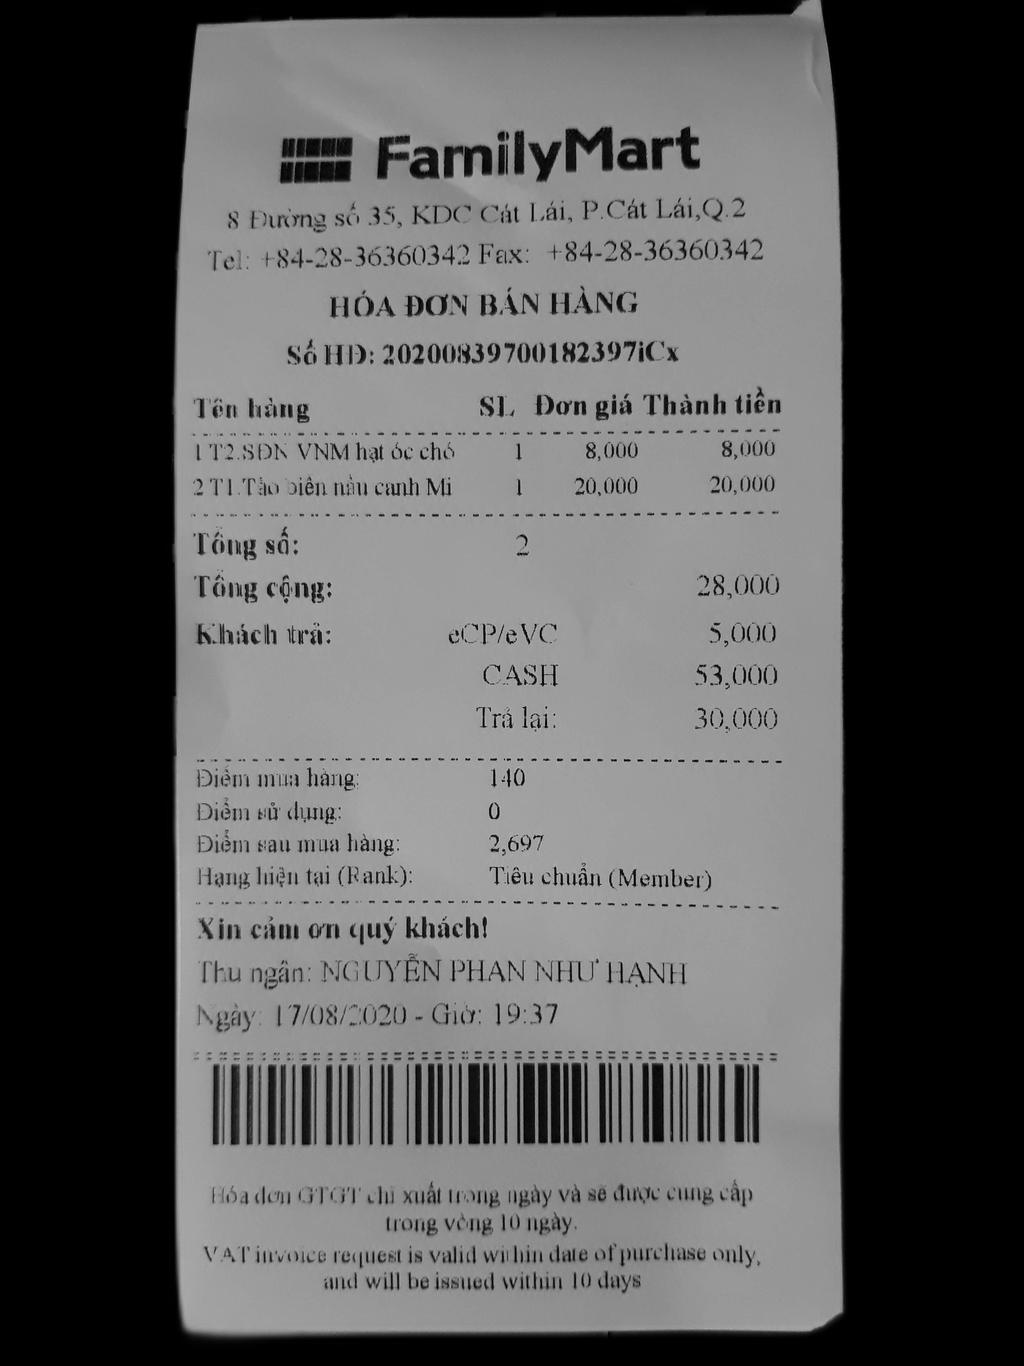 FamilyMart
8 Đường số 35, KDC Cát Lái, P.Cát Lái,Q.2
Tel: +84-28-36360342 Fax: +84-28-36360342
HÓA ĐƠN BÁN HÀNG
Số HĐ: 20200839700182397iCx
Tên hàng SL Đơn giá Thành tiền
1 T2.SĐN VNM hạt óc chó 1 8,000 8,000
2 T1.Tảo biển nấu canh Mi 1 20,000 20,000
Tổng số: 2
Tổng cộng: 28,000
Khách trả: eCP/eVC 5,000
CASH 53,000
Trả lại: 30,000
Điểm mua hàng: 140
Điểm sử dụng: 0
Điểm sau mua hàng: 2,697
Hạng hiện tại (Rank): Tiêu chuẩn (Member)
Xin cảm ơn quý khách!
Thu ngân: NGUYỄN PHAN NHƯ HẠNH
Ngày: 17/08/2020 - Giờ: 19:37
Hóa đơn GTGT chỉ xuất trong ngày và sẽ được cung cấp
trong vòng 10 ngày.
VAT invoice request is valid within date of purchase only,
and will be issued within 10 days